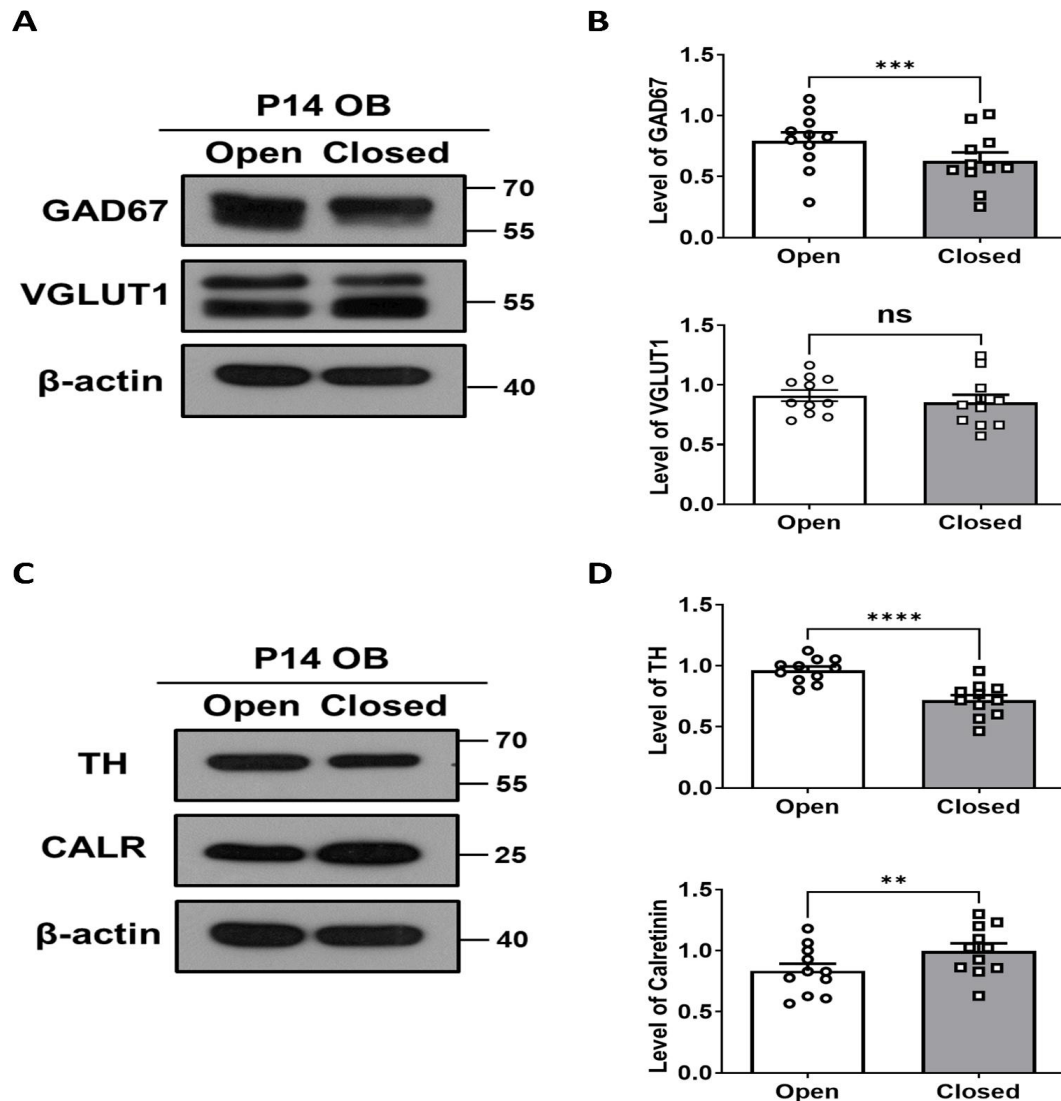 A
P14 OB
Open Closed
GAD67
70
55
VGLUT1
55
β-actin
40
B
Level of GAD67
1.5
1.0
0.5
0.0
***
Open Closed
Level of VGLUT1
1.5
1.0
0.5
0.0
ns
Open Closed
C
P14 OB
Open Closed
TH
70
55
CALR
25
β-actin
40
D
Level of TH
1.5
1.0
0.5
0.0
****
Open Closed
Level of Calretinin
1.5
1.0
0.5
0.0
**
Open Closed